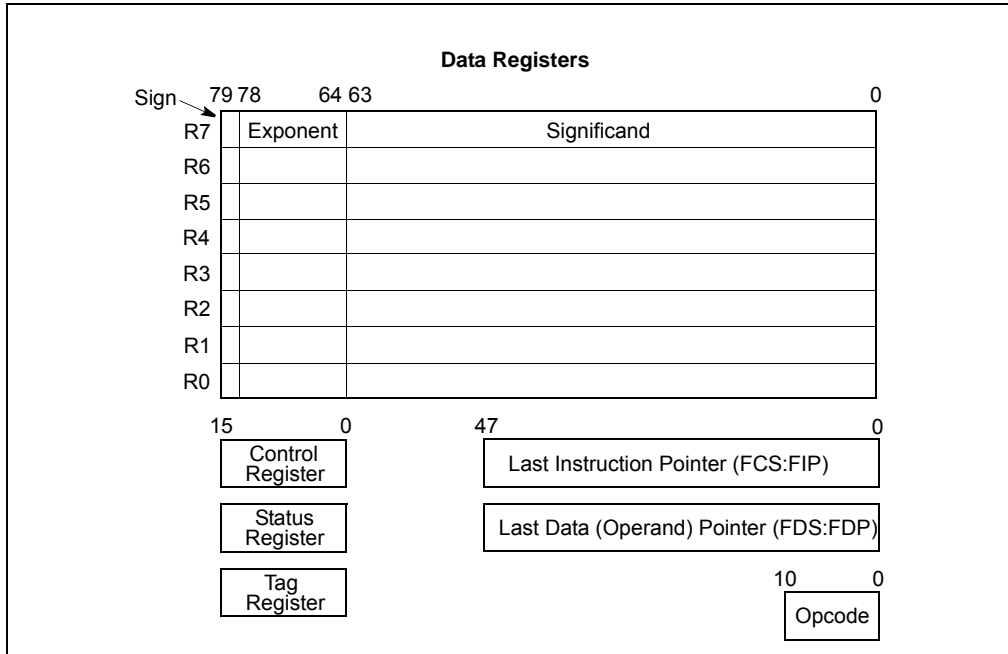 Data Registers
Sign 79 78 64 63 0
R7 Exponent Significand
R6
R5
R4
R3
R2
R1
R0
15 0 47 0
Control
Register
Last Instruction Pointer (FCS:FIP)
Status
Register
Last Data (Operand) Pointer (FDS:FDP)
Tag
Register
10 0
Opcode